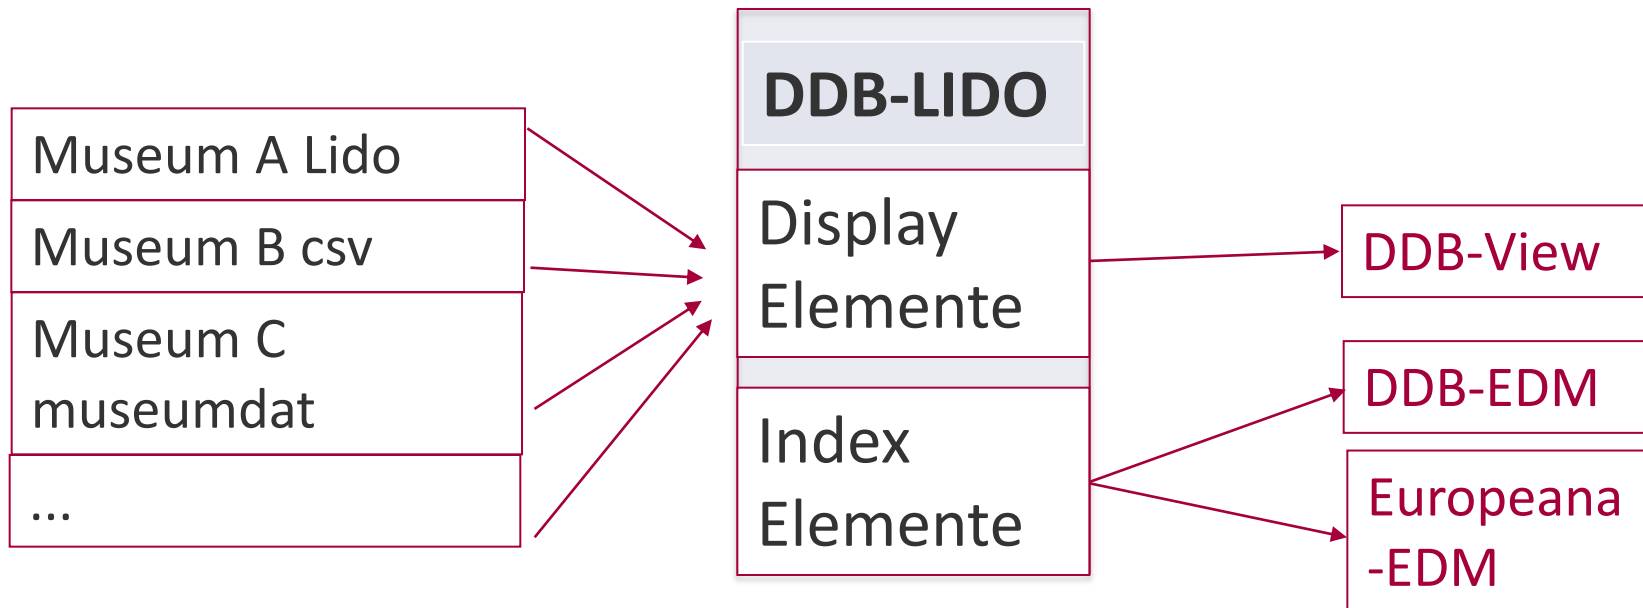 Museum A Lido
Museum B csv
Museum C
museumdat
...
DDB-LIDO
Display
Elemente
Index
Elemente
DDB-View
DDB-EDM
Europeana
-EDM